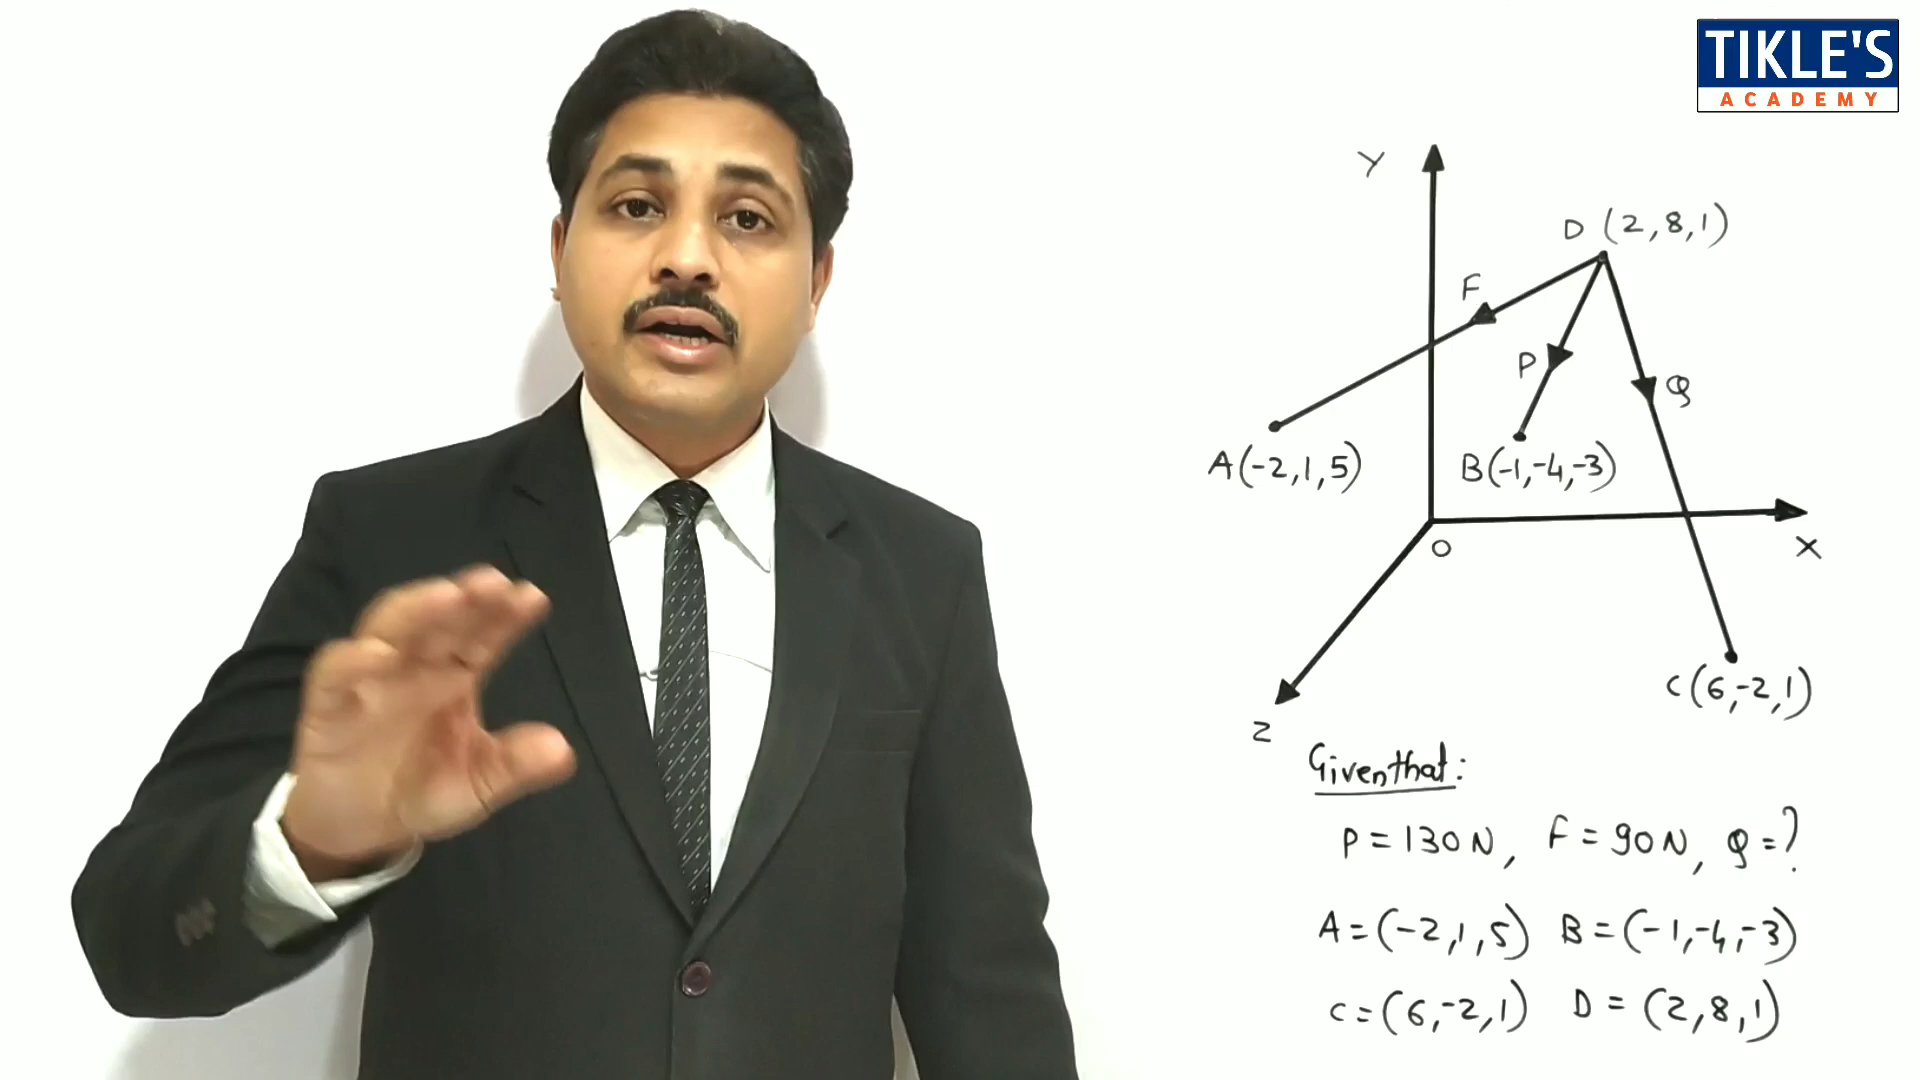 TIKLE'S
ACADEMY
Y
D (2,8,1)
F
P
Q
A(-2,1,5)
B(-1,-4,-3)
O
X
C(6,-2,1)
Z
Given that:
P = 130 N, F = 90 N, Q = ?
A = (-2,1,5) B = (-1,-4,-3)
C = (6,-2,1) D = (2,8,1)